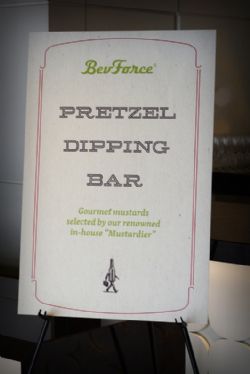 BevForce
PRETZEL
DIPPING
BAR
Gourmet mustards
selected by our renowned
in-house "Mustardier"